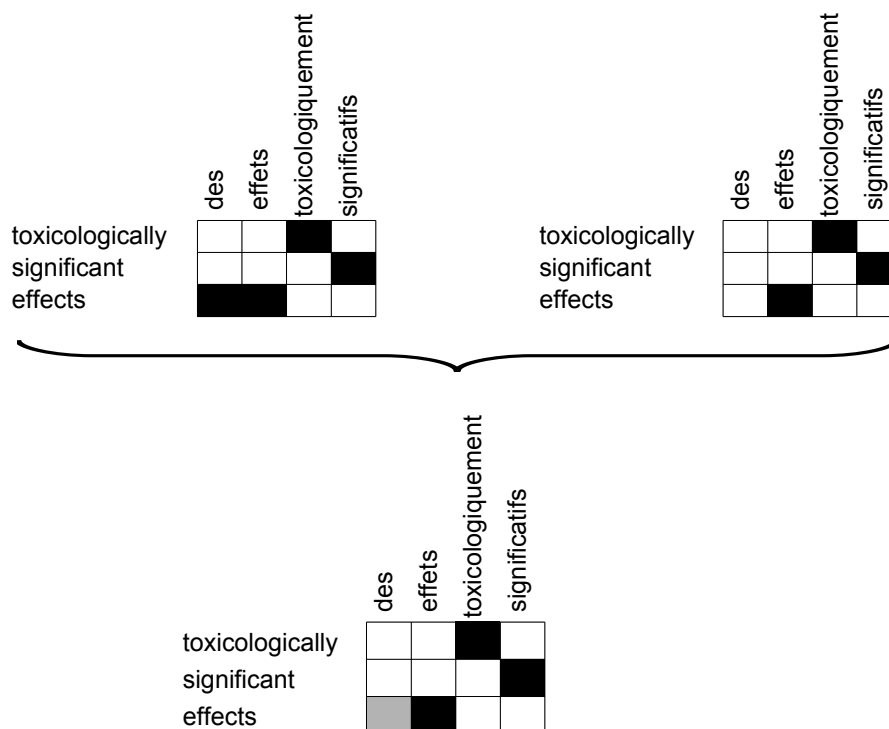 des
effets
toxicologiquement
significatifs
toxicologically
significant
effects
des
effets
toxicologiquement
significatifs
toxicologically
significant
effects
des
effets
toxicologiquement
significatifs
toxicologically
significant
effects